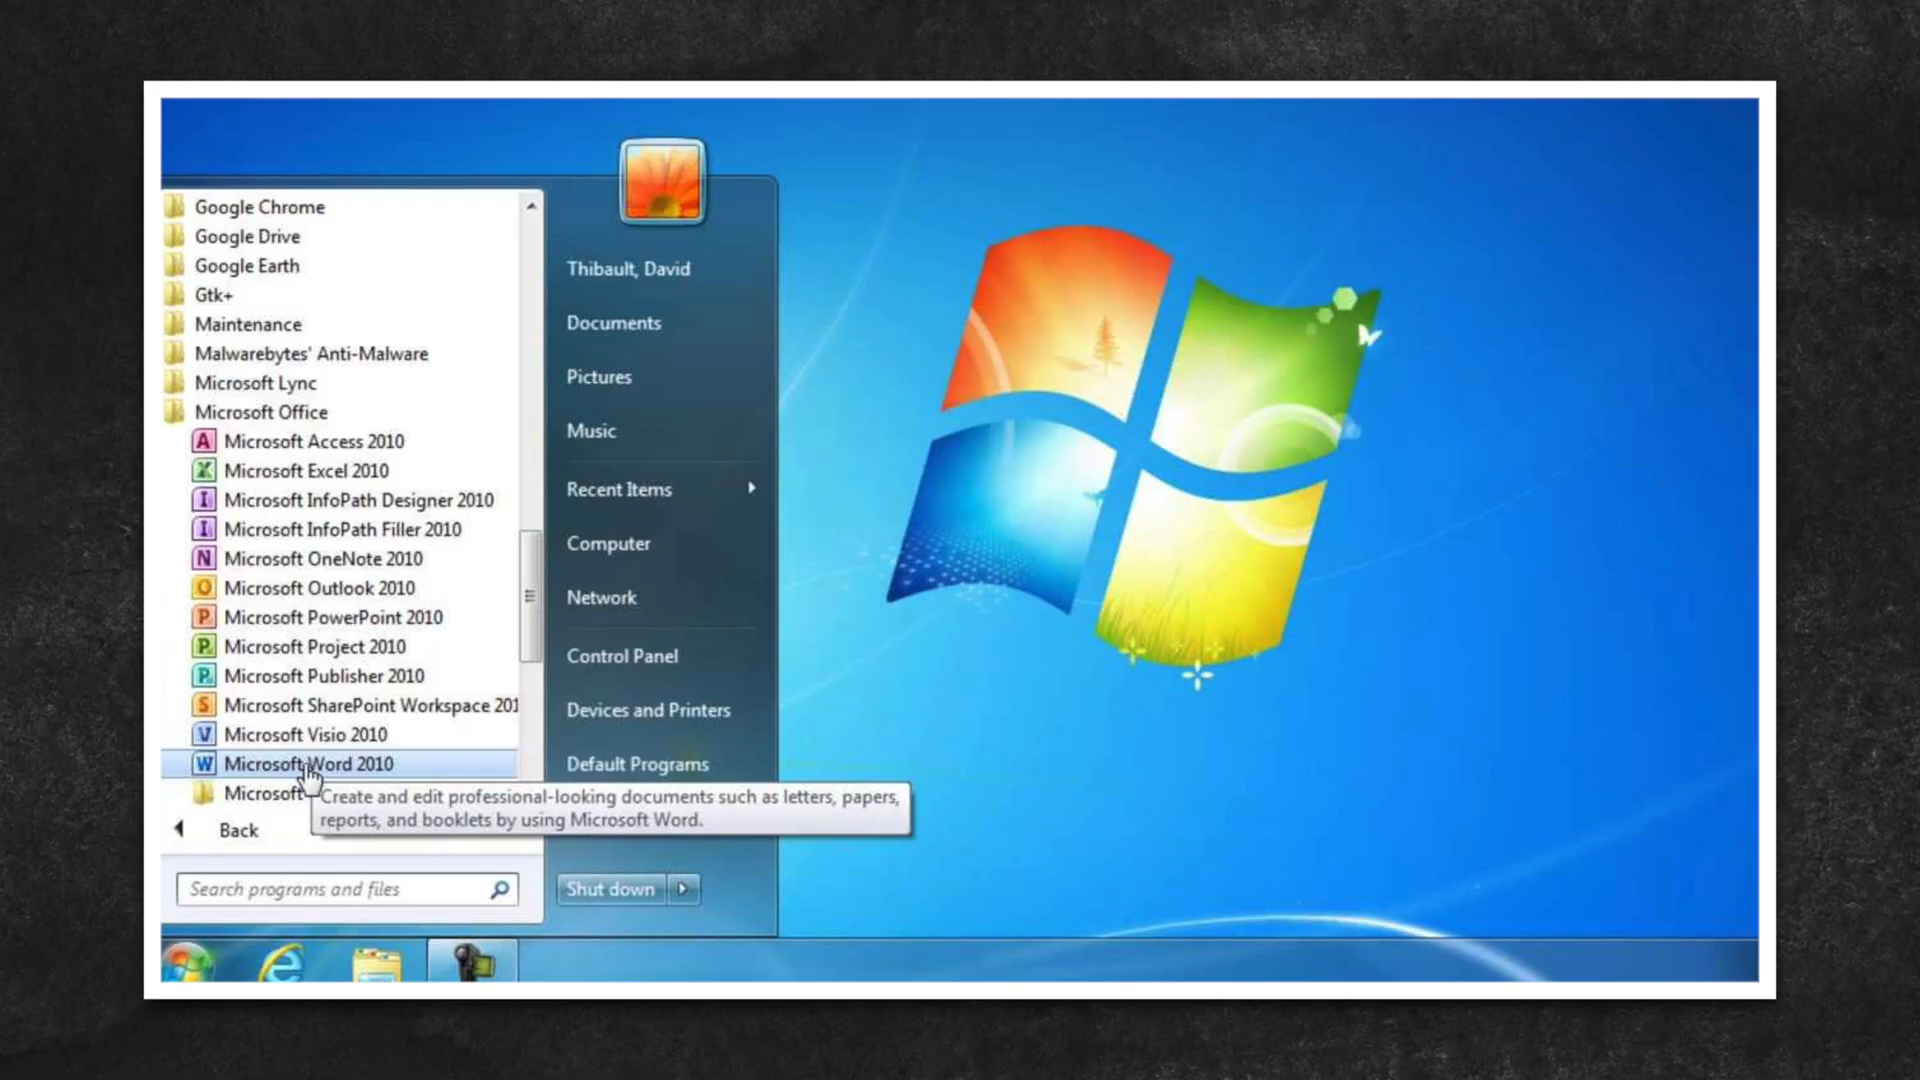 Google Chrome
Google Drive
Google Earth
Gtk+
Maintenance
Malwarebytes' Anti-Malware
Microsoft Lync
Microsoft Office
Microsoft Access 2010
Microsoft Excel 2010
Microsoft InfoPath Designer 2010
Microsoft InfoPath Filler 2010
Microsoft OneNote 2010
Microsoft Outlook 2010
Microsoft PowerPoint 2010
Microsoft Project 2010
Microsoft Publisher 2010
Microsoft SharePoint Workspace 201
Microsoft Visio 2010
Microsoft Word 2010
Microsoft
Back
Search programs and files
Thibault, David
Documents
Pictures
Music
Recent Items
Computer
Network
Control Panel
Devices and Printers
Default Programs
Create and edit professional-looking documents such as letters, papers,
reports, and booklets by using Microsoft Word.
Shut down